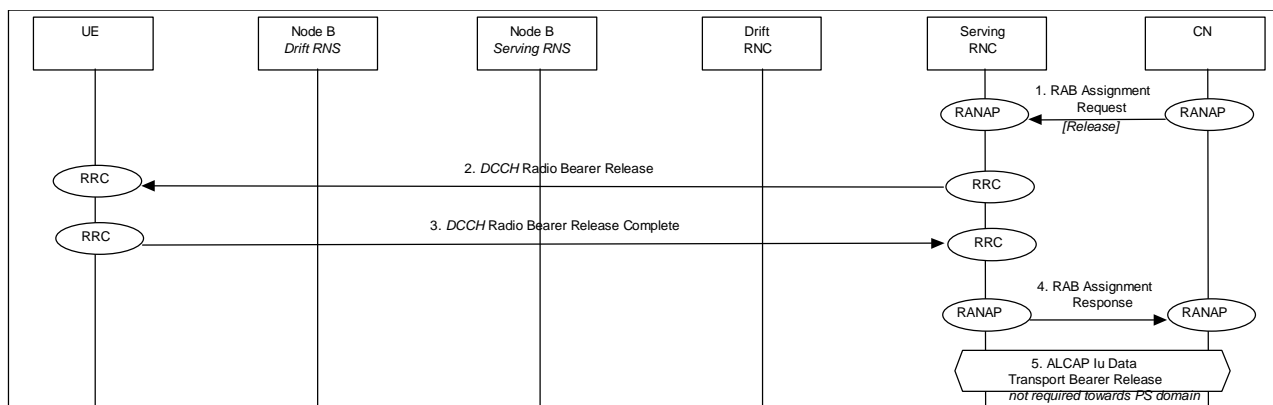 UE
Node B
Drift RNS
Node B
Serving RNS
Drift
RNC
Serving
RNC
CN
1. RAB Assignment
Request
[Release]
RANAP
RANAP
2. DCCH Radio Bearer Release
RRC
RRC
3. DCCH Radio Bearer Release Complete
RRC
RRC
4. RAB Assignment
Response
RANAP
RANAP
5. ALCAP Iu Data
Transport Bearer Release
not required towards PS domain